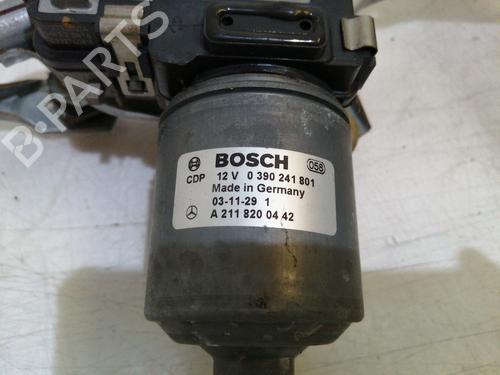 B-PARTS
BOSCH 058
CDP 12 V 0 390 241 801
Made in Germany
03-11-29 1
A 211 820 04 42